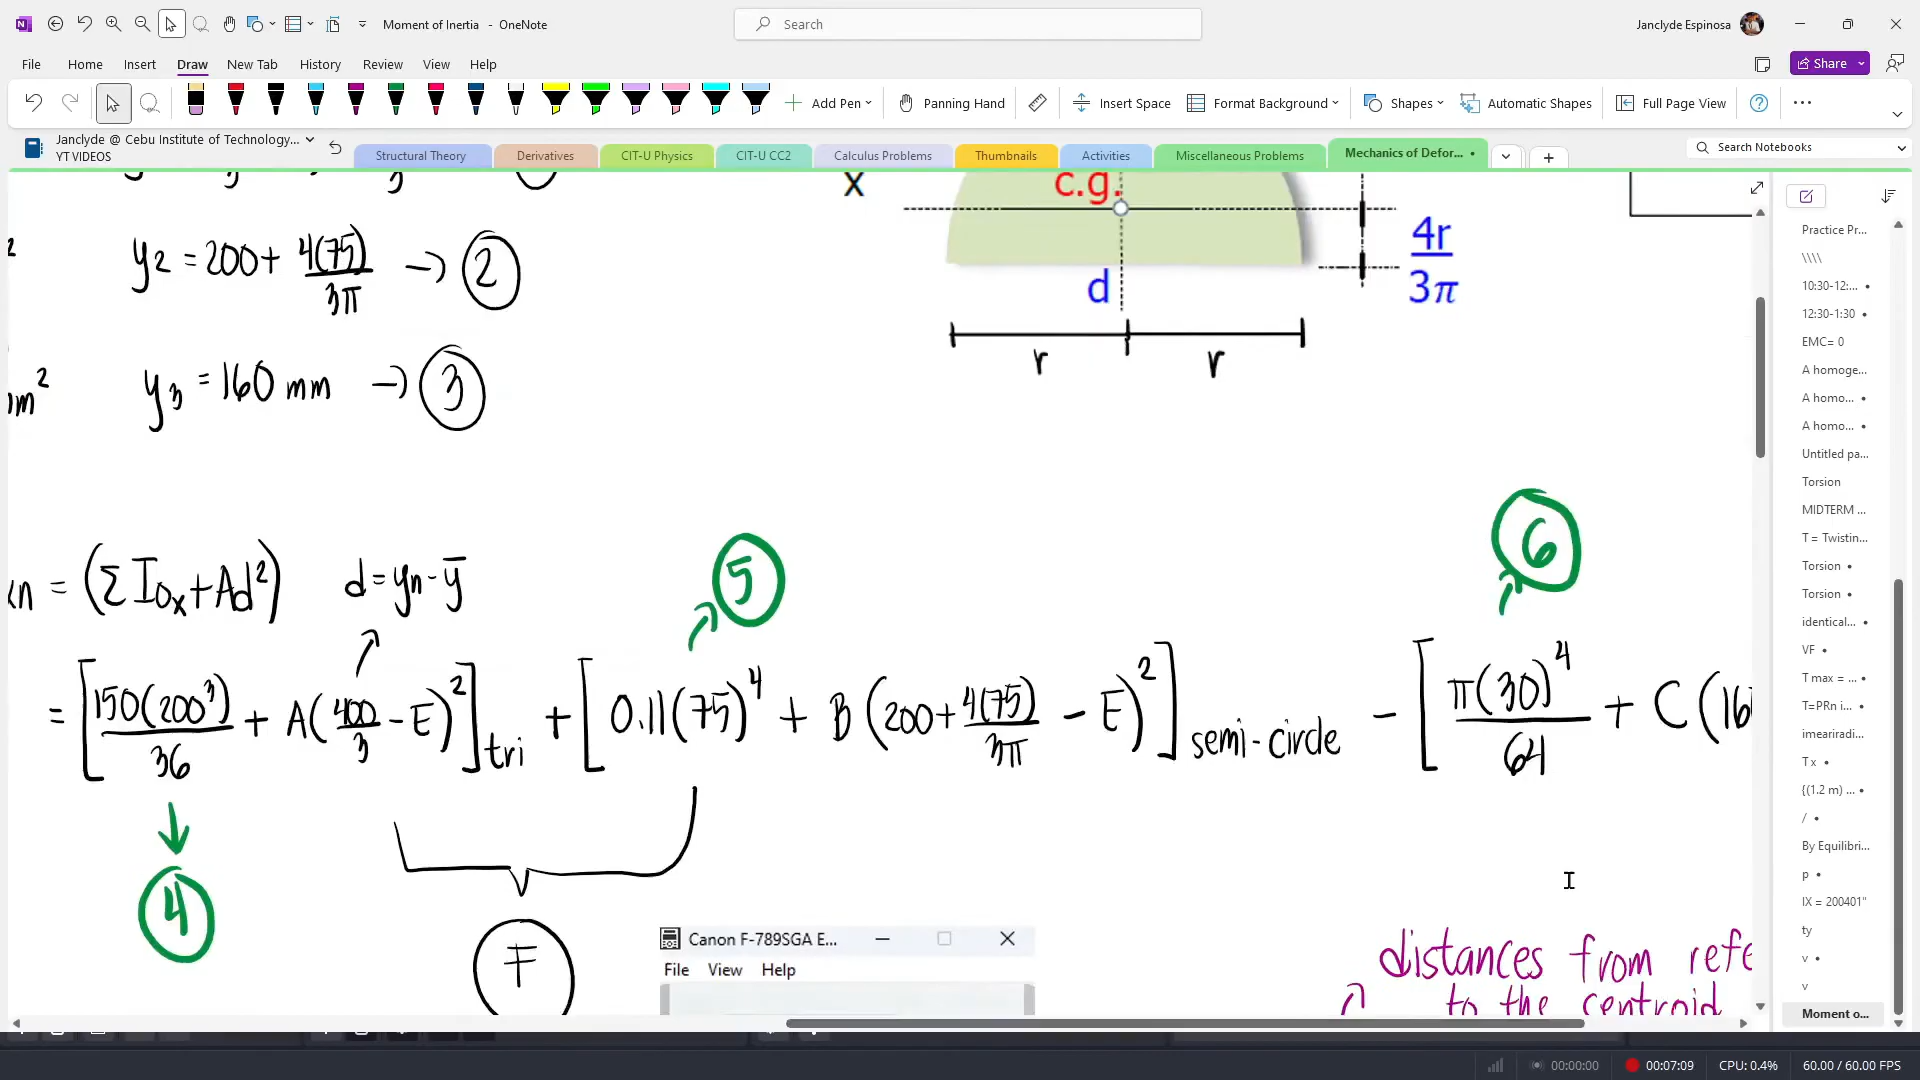 Moment of Inertia - OneNote
Search
Janclyde Espinosa
File Home Insert Draw New Tab History Review View Help
Share
Add Pen
Panning Hand
Insert Space
Format Background
Shapes
Automatic Shapes
Full Page View
Janclyde @ Cebu Institute of Technology...
YT VIDEOS
Structural Theory
Derivatives
CIT-U Physics
CIT-U CC2
Calculus Problems
Thumbnails
Activities
Miscellaneous Problems
Mechanics of Defor...
Search Notebooks
x
c.g.
y2 = 200 + 4(75)/3π → 2
4r/3π
d
r r
m²
y3 = 160 mm → 3
xn = (Σ Iox + Ad²) d = yn - ȳ
5
6
= [150(200³)/36 + A(400/3 - E)²]tri + [0.11(75)⁴ + B(200 + 4(75)/3π - E)²]semi-circle - [π(30)⁴/64 + C(16
4
F
Canon F-789SGA E...
File View Help
distances from refe
to the centroid
Practice Pr...
\\\\
10:30-12:...
12:30-1:30
EMC= 0
A homoge...
A homo...
A homo...
Untitled pa...
Torsion
MIDTERM ...
T = Twistin...
Torsion
Torsion
identical...
VF
T max = ...
T=PRn i...
imeariradi...
T x
{(1.2 m) ...
/
By Equilibri...
p
IX = 200401"
ty
v
v
Moment o...
00:00:00
00:07:09
CPU: 0.4%
60.00 / 60.00 FPS